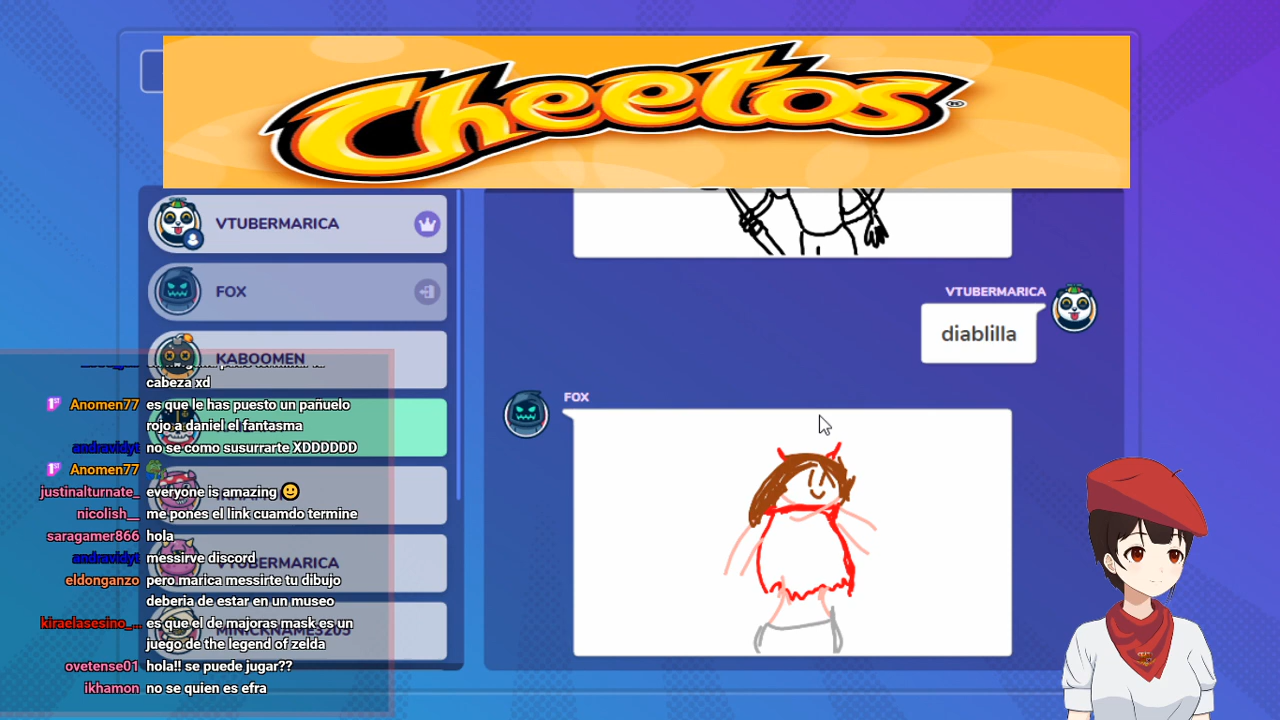 Cheetos
VTUBERMARICA
FOX
KABOOMEN
VTUBERMARICA
MINICKNAME3205
cabeza xd
Anomen77 es que le has puesto un pañuelo
rojo a daniel el fantasma
andravidyt no se como susurrarte XDDDDDD
Anomen77
justinalturnate_ everyone is amazing
nicolish__ me pones el link cuamdo termine
saragamer866 hola
andravidyt messirve discord
eldonganzo pero marica messirte tu dibujo
deberia de estar en un museo
kiraelasesino_... es que el de majoras mask es un
juego de the legend of zelda
ovetense01 hola!! se puede jugar??
ikhamon no se quien es efra
VTUBERMARICA
diablilla
FOX